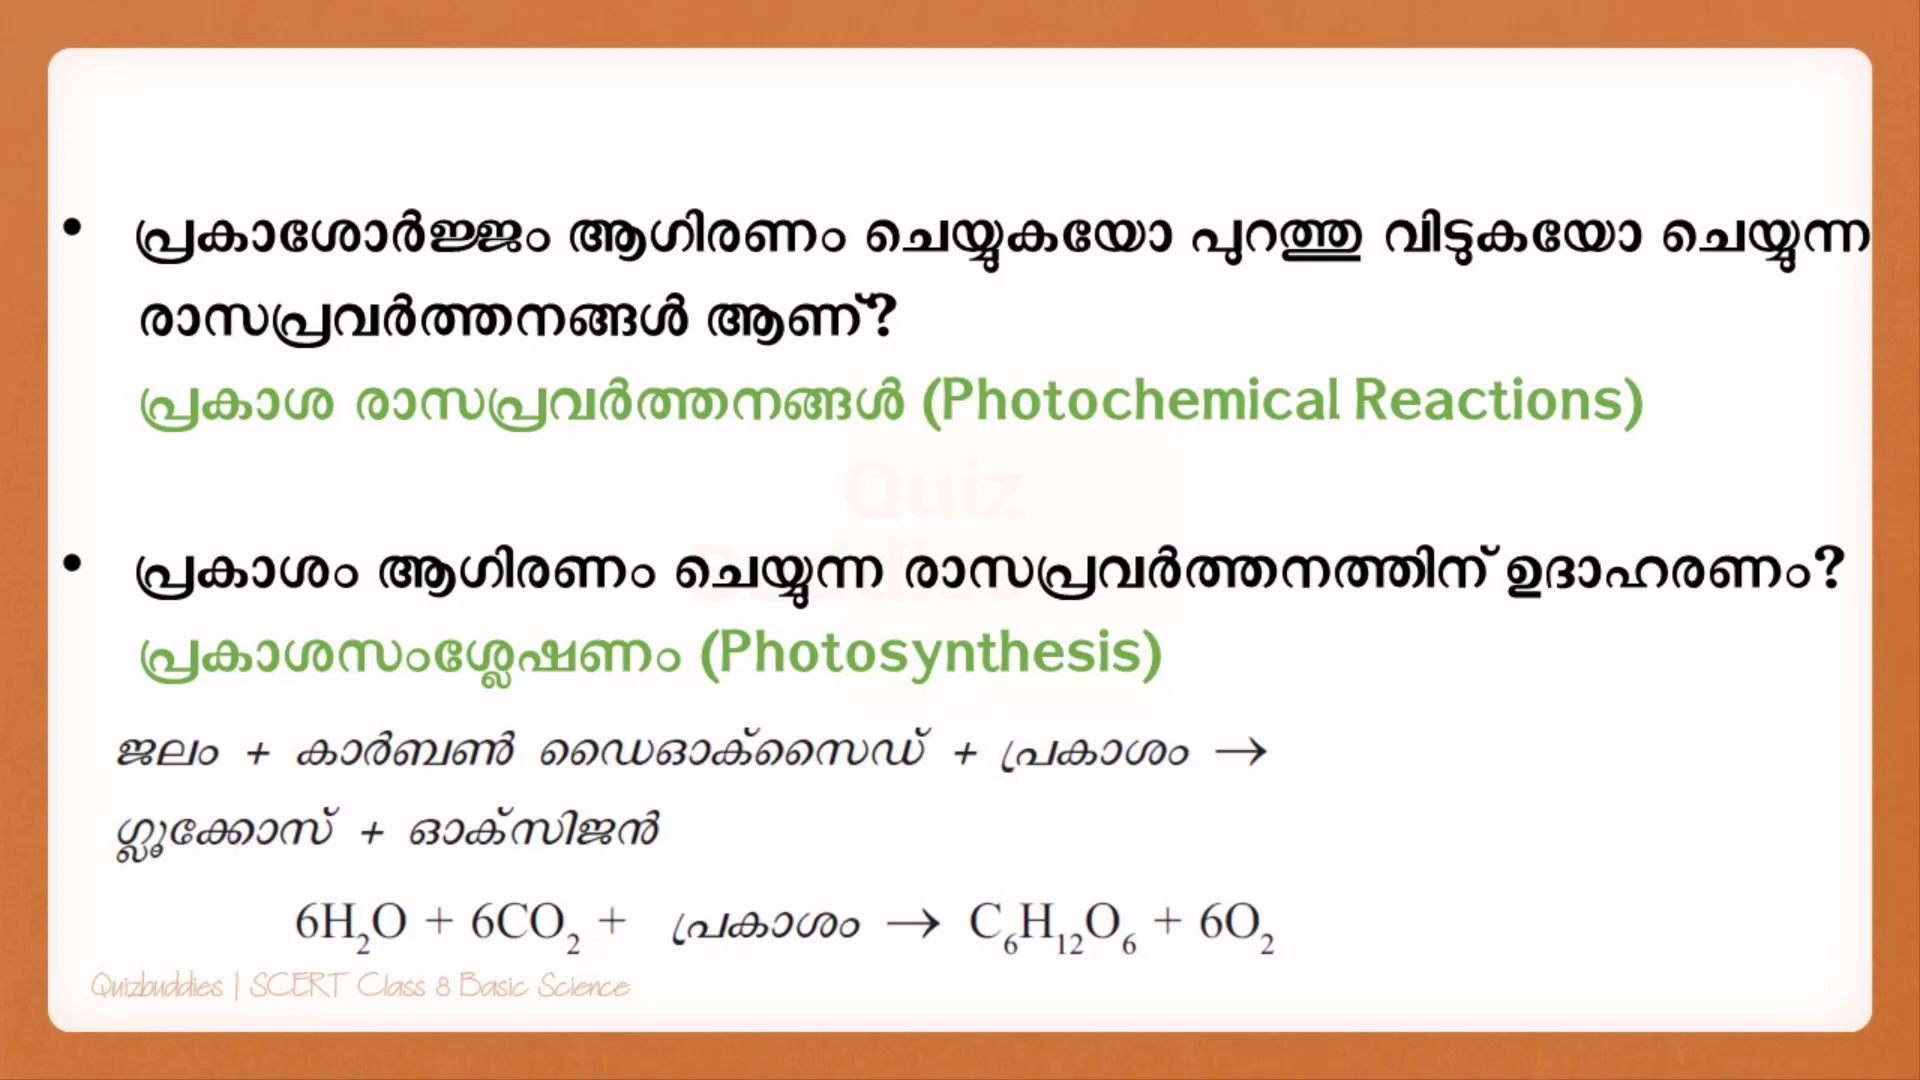 • പ്രകാശോർജ്ജം ആഗിരണം ചെയ്യുകയോ പുറത്തു വിടുകയോ ചെയ്യുന്ന
രാസപ്രവർത്തനങ്ങൾ ആണ്?
പ്രകാശ രാസപ്രവർത്തനങ്ങൾ (Photochemical Reactions)
Quiz
Buddies
• പ്രകാശം ആഗിരണം ചെയ്യുന്ന രാസപ്രവർത്തനത്തിന് ഉദാഹരണം?
പ്രകാശസംശ്ലേഷണം (Photosynthesis)
ജലം + കാർബൺ ഡൈഓക്സൈഡ് + പ്രകാശം →
ഗ്ലൂക്കോസ് + ഓക്സിജൻ
6H₂O + 6CO₂ + പ്രകാശം → C₆H₁₂O₆ + 6O₂
Quizbuddies | SCERT Class 8 Basic Science